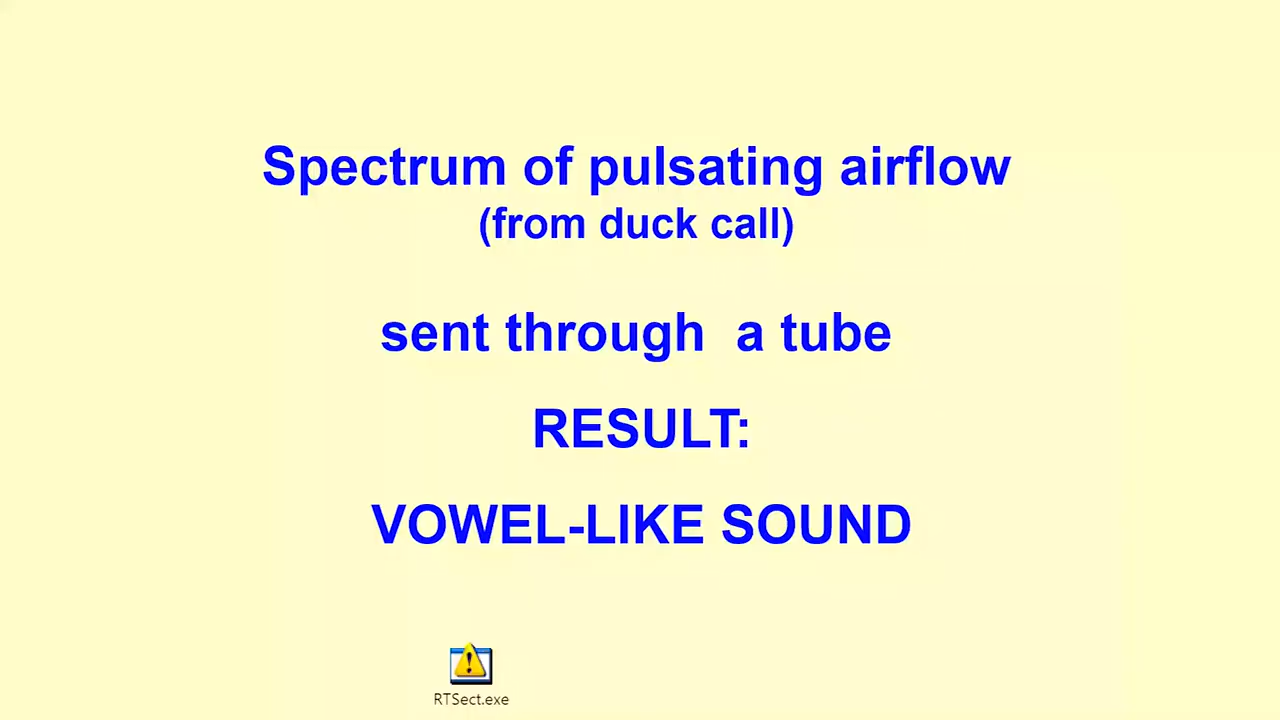 Spectrum of pulsating airflow
(from duck call)
sent through a tube
RESULT:
VOWEL-LIKE SOUND
RTSect.exe